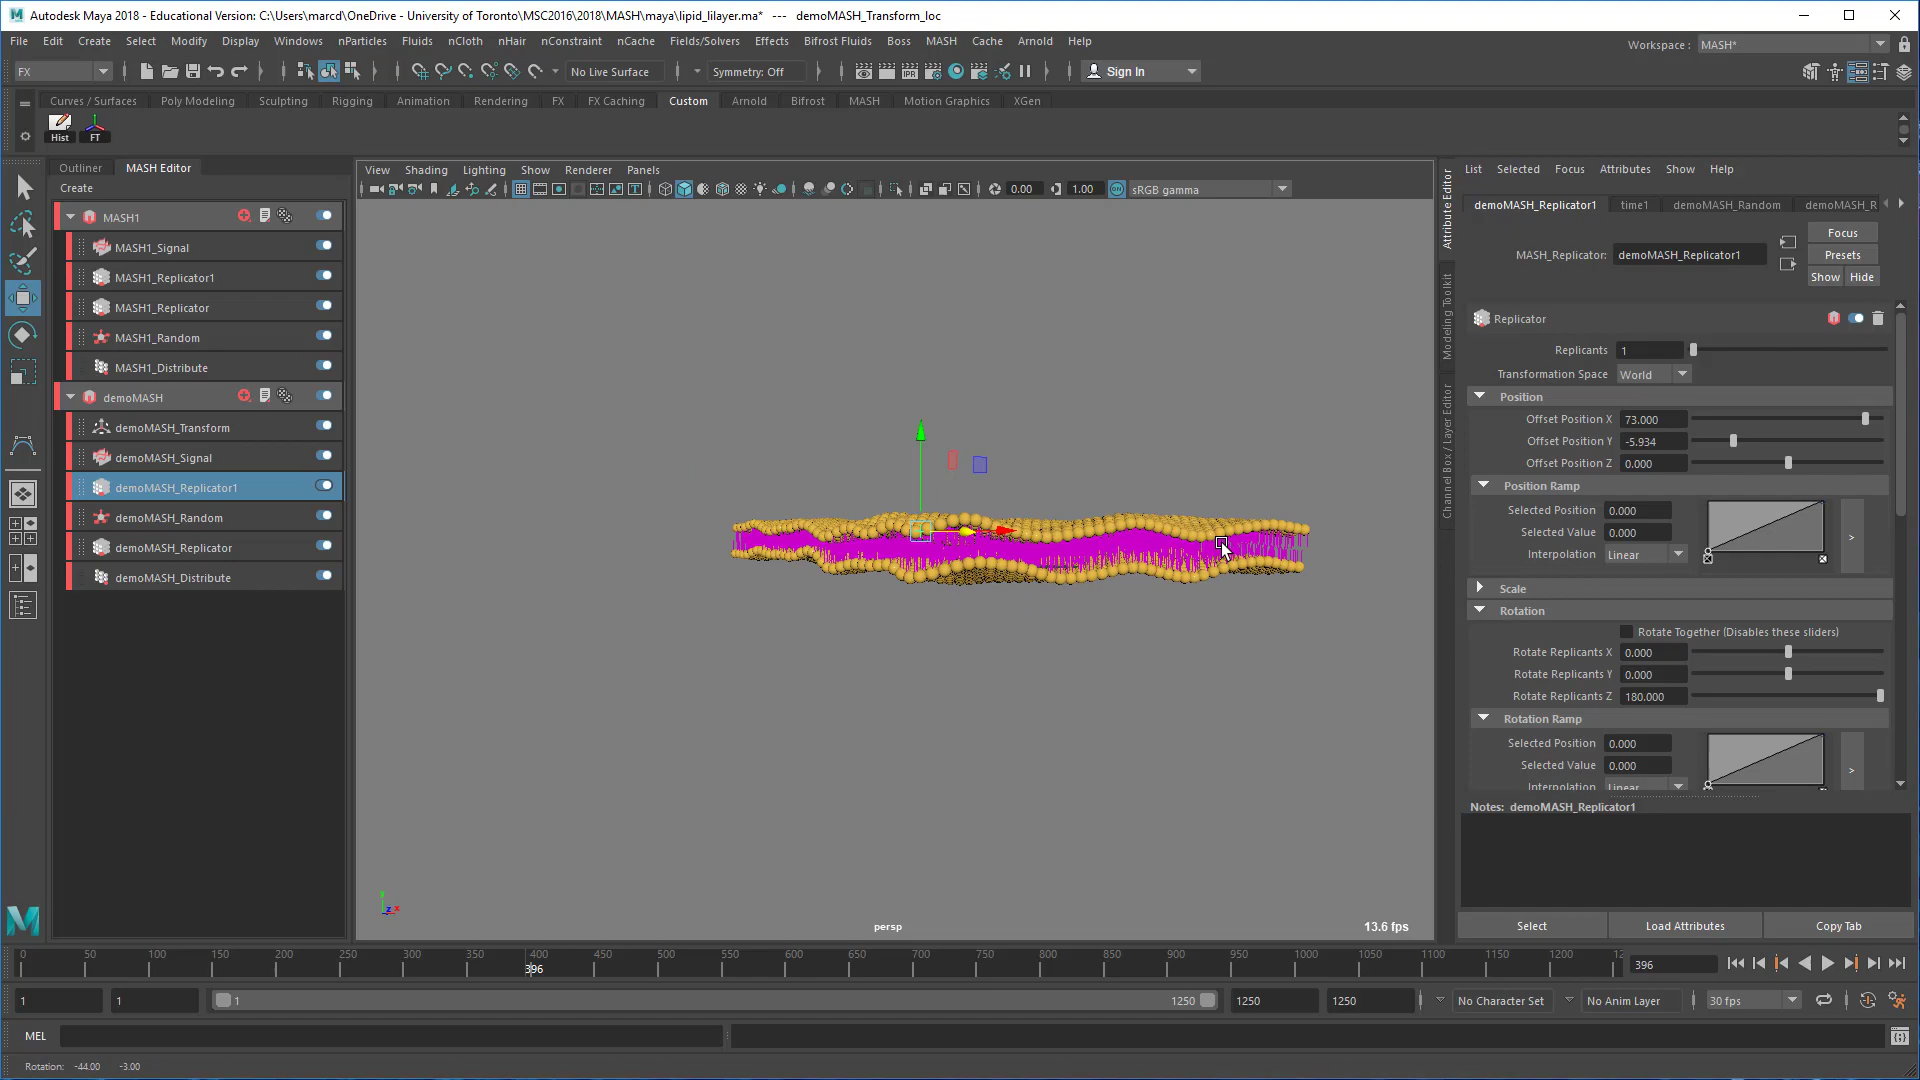 Autodesk Maya 2018 - Educational Version: C:\Users\marcd\OneDrive - University of Toronto\MSC2016\2018\MASH\maya\lipid_lilayer.ma* --- demoMASH_Transform_loc
File Edit Create Select Modify Display Windows nParticles Fluids nCloth nHair nConstraint nCache Fields/Solvers Effects Bifrost Fluids Boss MASH Cache Arnold Help
Workspace : MASH*
FX No Live Surface Symmetry: Off IPR Sign In
Curves / Surfaces Poly Modeling Sculpting Rigging Animation Rendering FX FX Caching Custom Arnold Bifrost MASH Motion Graphics XGen
Hist FT
Outliner MASH Editor
Create
MASH1
MASH1_Signal
MASH1_Replicator1
MASH1_Replicator
MASH1_Random
MASH1_Distribute
demoMASH
demoMASH_Transform
demoMASH_Signal
demoMASH_Replicator1
demoMASH_Random
demoMASH_Replicator
demoMASH_Distribute
View Shading Lighting Show Renderer Panels
0.00 1.00 ON sRGB gamma
persp
13.6 fps
Attribute Editor
Modeling Toolkit
Channel Box / Layer Editor
List Selected Focus Attributes Show Help
demoMASH_Replicator1 time1 demoMASH_Random demoMASH_R
MASH_Replicator: demoMASH_Replicator1
Focus
Presets
Show Hide
Replicator
Replicants 1
Transformation Space World
Position
Offset Position X 73.000
Offset Position Y -5.934
Offset Position Z 0.000
Position Ramp
Selected Position 0.000
Selected Value 0.000
Interpolation Linear
>
Scale
Rotation
Rotate Together (Disables these sliders)
Rotate Replicants X 0.000
Rotate Replicants Y 0.000
Rotate Replicants Z 180.000
Rotation Ramp
Selected Position 0.000
Selected Value 0.000
Interpolation Linear
>
Notes: demoMASH_Replicator1
Select Load Attributes Copy Tab
0 50 100 150 200 250 300 350 400 450 500 550 600 650 700 750 800 850 900 950 1000 1050 1100 1150 1200 12
396
396
1 1 1 1250 1250 1250 No Character Set No Anim Layer 30 fps
MEL
Rotation: -44.00 -3.00